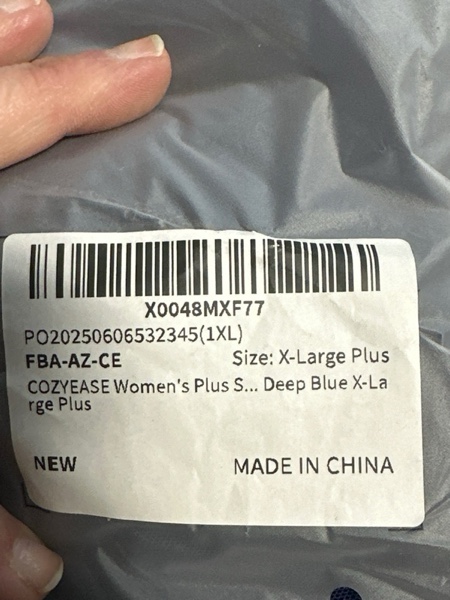 X0048MXF77
PO20250606532345(1XL)
FBA-AZ-CE Size: X-Large Plus
COZYEASE Women's Plus S... Deep Blue X-La
rge Plus
NEW MADE IN CHINA